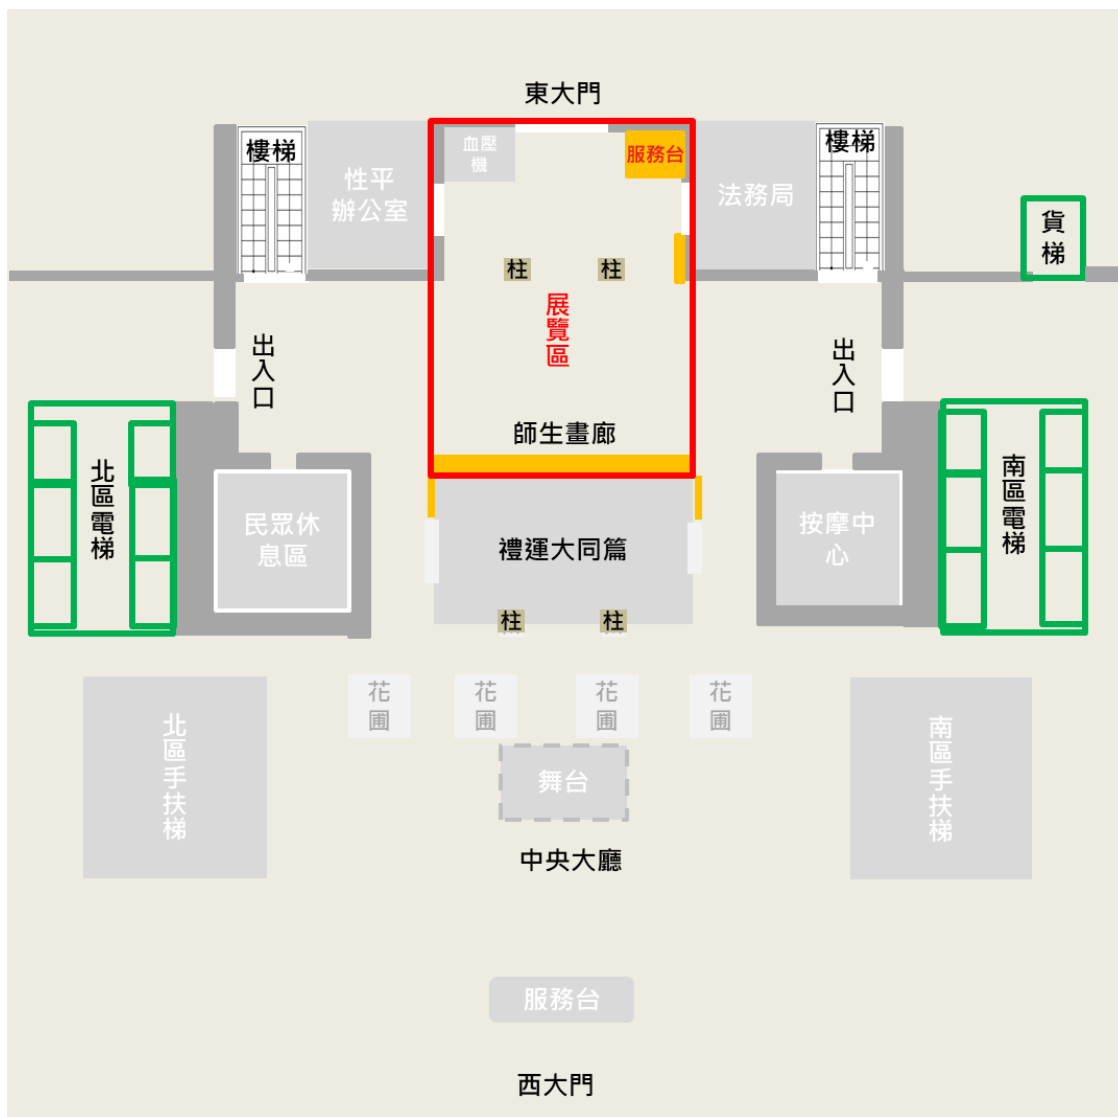 東大門
樓梯
性平
辦公室
血壓
機
服務台
法務局
樓梯
貨
梯
柱
柱
展覽區
出入口
出入口
師生畫廊
北區電梯
民眾休
息區
禮運大同篇
按摩中
心
南區電梯
柱
柱
北區手扶梯
花
圃
花
圃
花
圃
花
圃
南區手扶梯
舞台
中央大廳
服務台
西大門